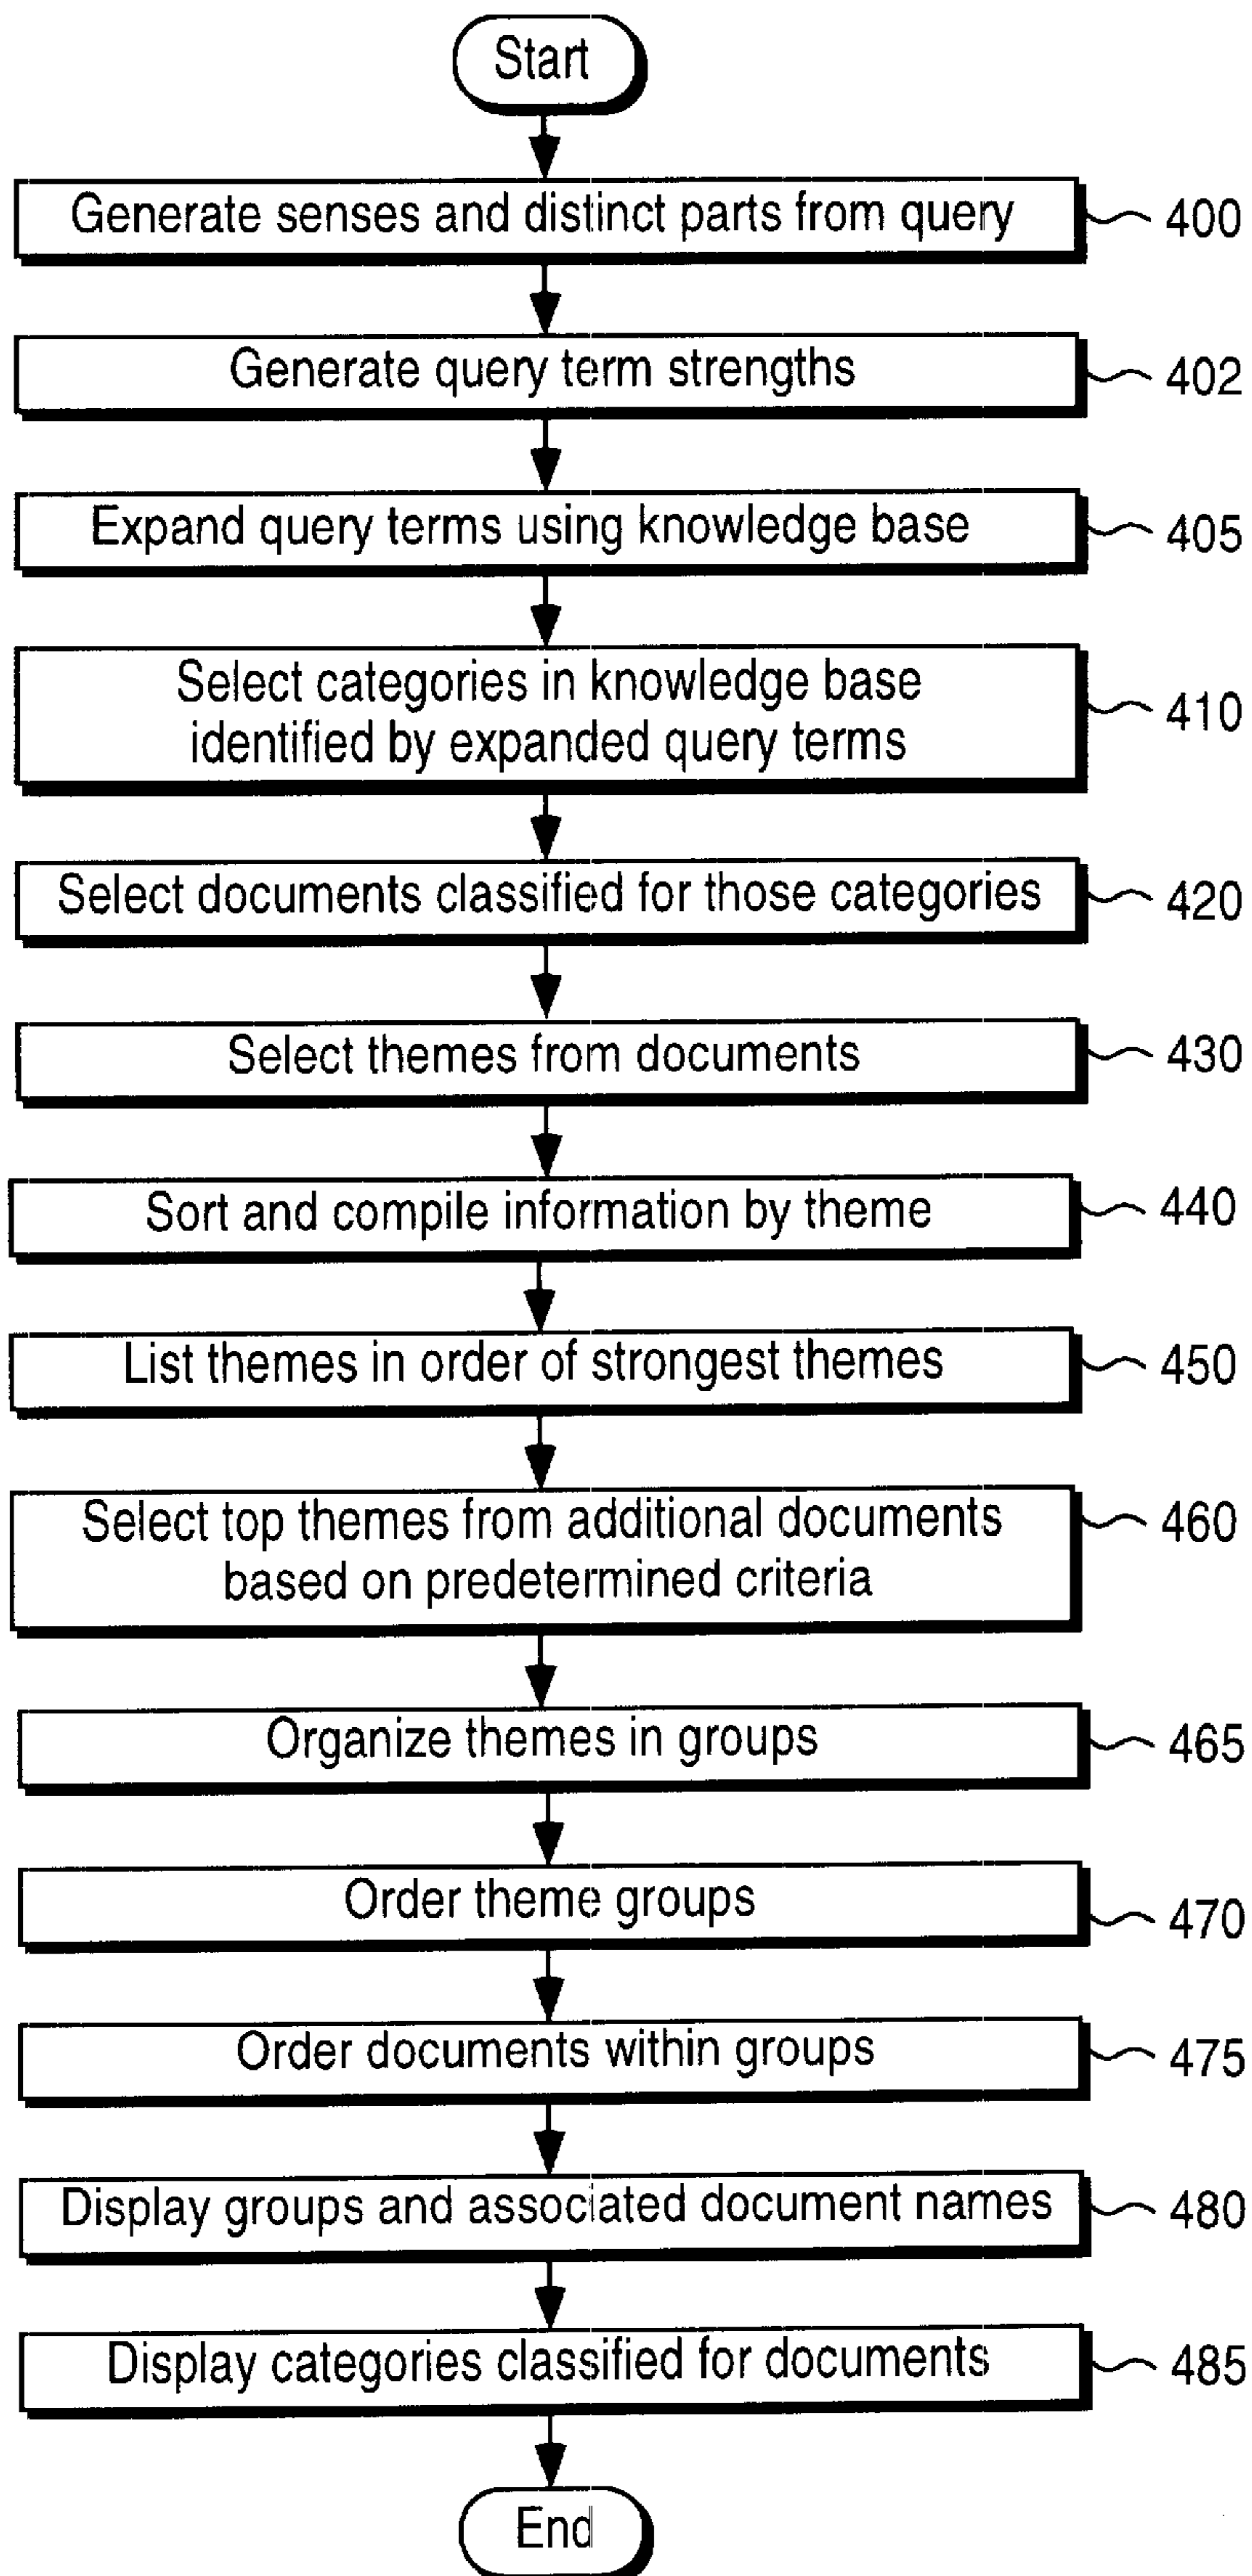 Start
Generate senses and distinct parts from query
400
Generate query term strengths
402
Expand query terms using knowledge base
405
Select categories in knowledge base
identified by expanded query terms
410
Select documents classified for those categories
420
Select themes from documents
430
Sort and compile information by theme
440
List themes in order of strongest themes
450
Select top themes from additional documents
based on predetermined criteria
460
Organize themes in groups
465
Order theme groups
470
Order documents within groups
475
Display groups and associated document names
480
Display categories classified for documents
485
End